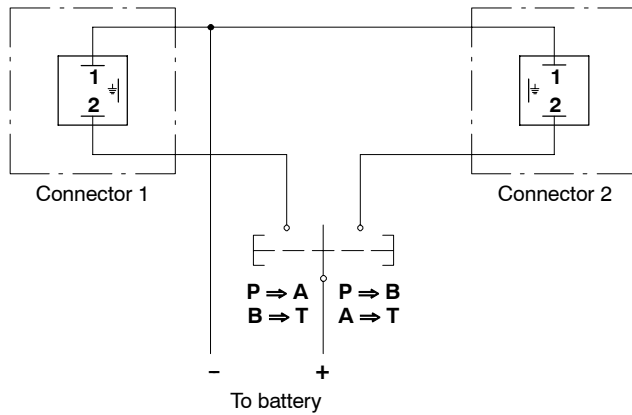 1 1
2 2
Connector 1 Connector 2
P ⇒ A P ⇒ B
B ⇒ T A ⇒ T
– +
To battery